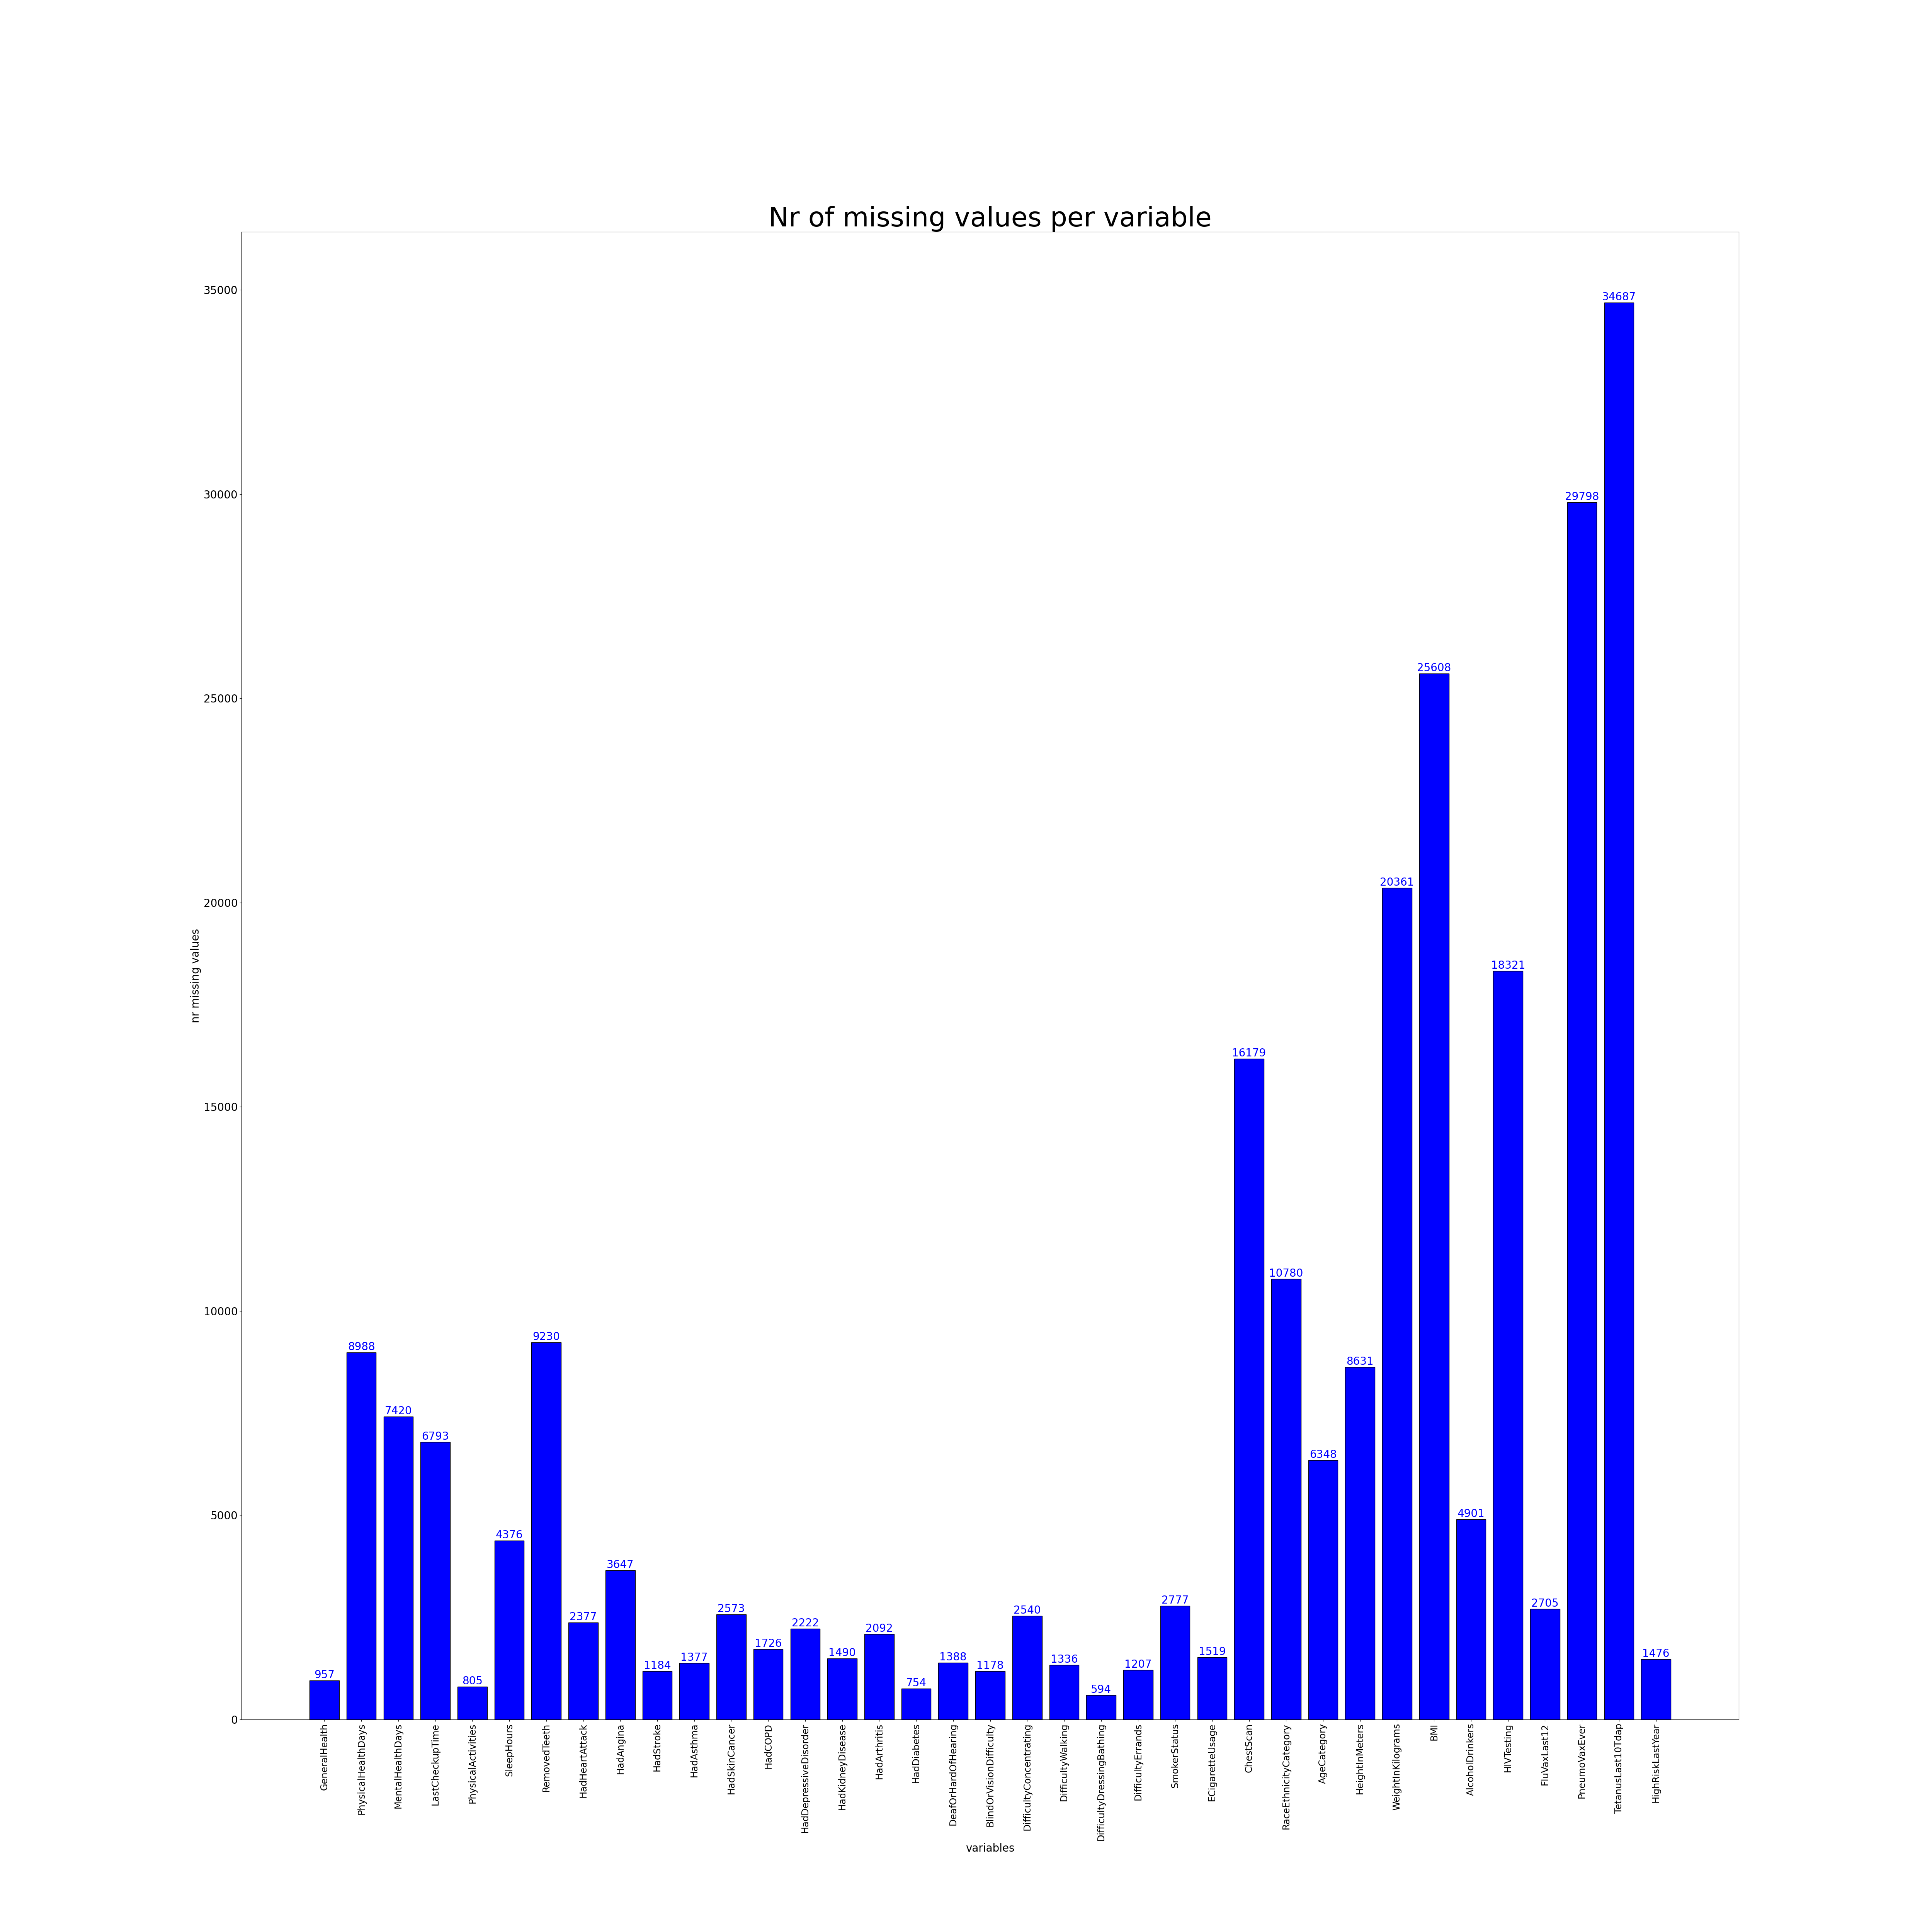 Nr of missing values per variable
35000
30000
25000
20000
15000
10000
5000
0
nr missing values
957
8988
7420
6793
805
4376
9230
2377
3647
1184
1377
2573
1726
2222
1490
2092
754
1388
1178
2540
1336
594
1207
2777
1519
16179
10780
6348
8631
20361
25608
4901
18321
2705
29798
34687
1476
GeneralHealth
PhysicalHealthDays
MentalHealthDays
LastCheckupTime
PhysicalActivities
SleepHours
RemovedTeeth
HadHeartAttack
HadAngina
HadStroke
HadAsthma
HadSkinCancer
HadCOPD
HadDepressiveDisorder
HadKidneyDisease
HadArthritis
HadDiabetes
DeafOrHardOfHearing
BlindOrVisionDifficulty
DifficultyConcentrating
DifficultyWalking
DifficultyDressingBathing
DifficultyErrands
SmokerStatus
ECigaretteUsage
ChestScan
RaceEthnicityCategory
AgeCategory
HeightInMeters
WeightInKilograms
BMI
AlcoholDrinkers
HIVTesting
FluVaxLast12
PneumoVaxEver
TetanusLast10Tdap
HighRiskLastYear
variables